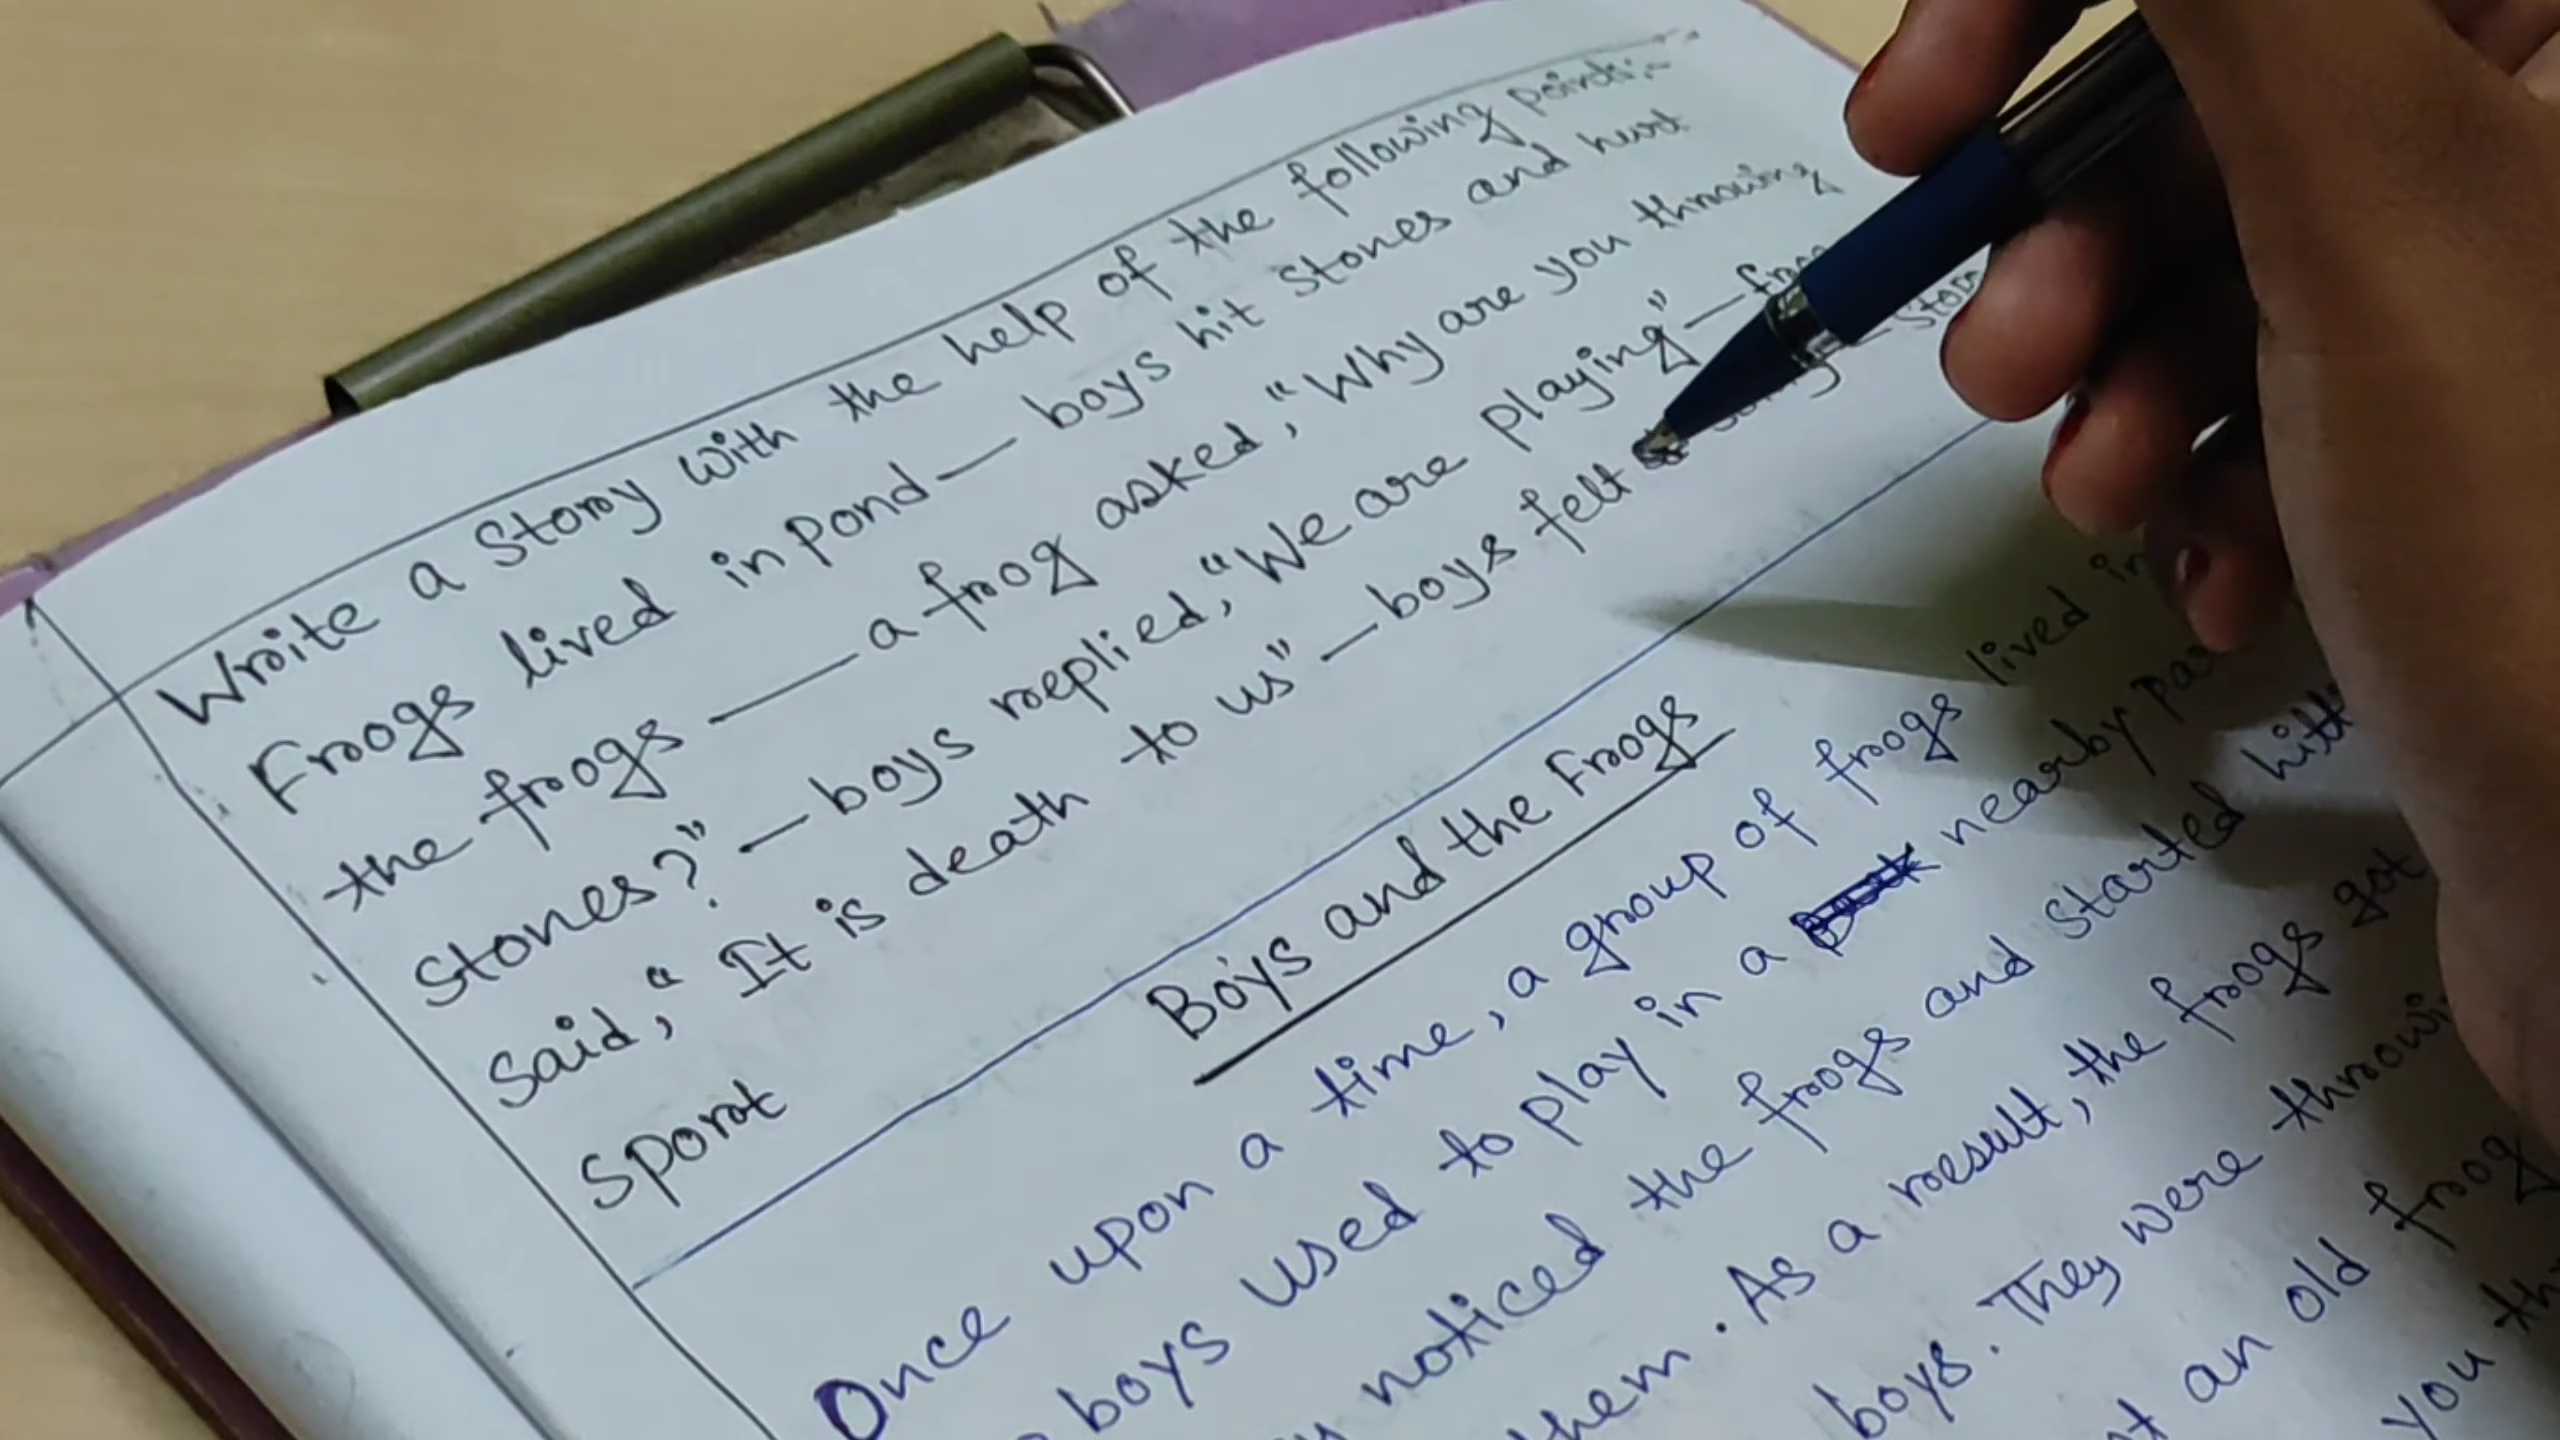 Write a Story With the help of the following points:-
Frogs lived in pond — boys hit stones and hurt
the frogs — a frog asked, "Why are you throwing
Stones?" — boys replied, "We are playing" —
Said, "It is death to us" — boys felt
Sport
Boys and the Frogs
Once upon a time, a group of frogs lived in
boys used to play in a nearby
noticed the frogs and started
them. As a result, the frogs got
boys. They were
an old frog
you